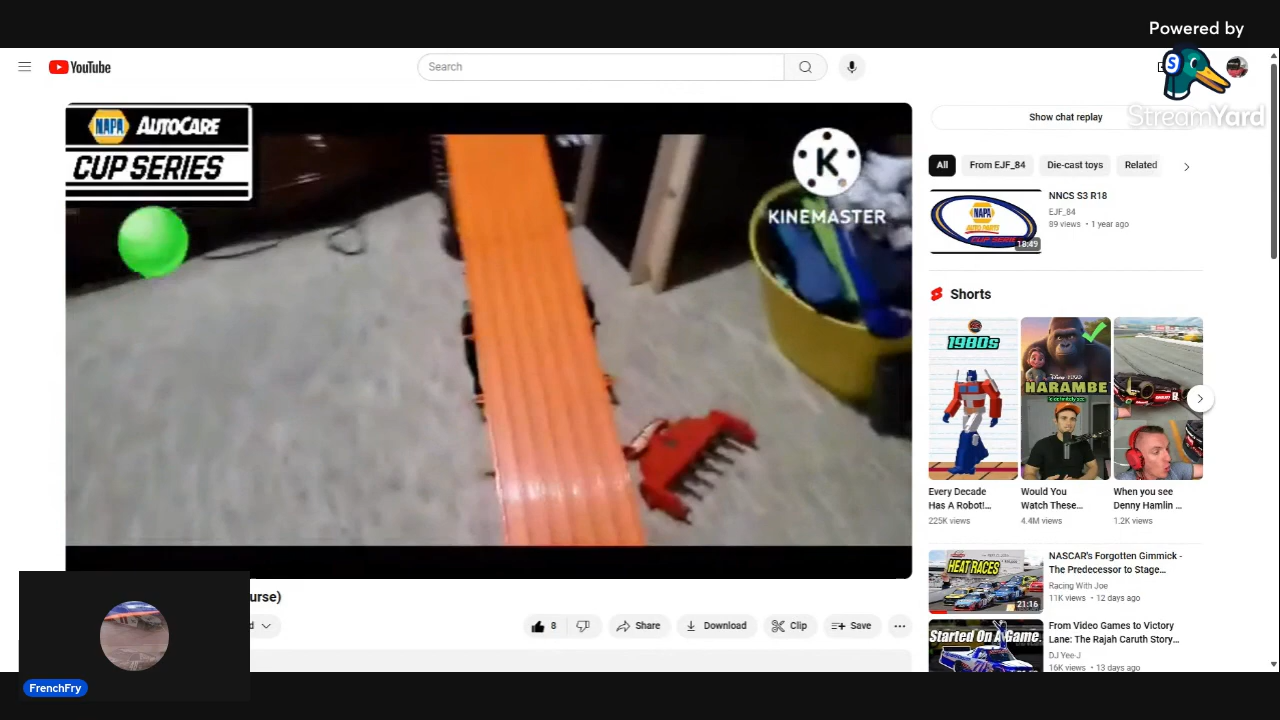 Powered by
StreamYard
YouTube
Search
NAPA AUTOCARE
CUP SERIES
K
KINEMASTER
Show chat replay
All
From EJF_84
Die-cast toys
Related
NAPA
AUTO PARTS
CUP SERIES
18:49
NNCS S3 R18
EJF_84
89 views • 1 year ago
Shorts
1980s
HARAMBE
Every Decade
Has A Robot!...
225K views
Would You
Watch These...
4.4M views
When you see
Denny Hamlin ...
1.2K views
HEAT RACES
21:16
NASCAR's Forgotten Gimmick -
The Predecessor to Stage...
Racing With Joe
11K views • 12 days ago
Started On A Game.
From Video Games to Victory
Lane: The Rajah Caruth Story...
DJ Yee-J
16K views • 13 days ago
urse)
d
8
Share
Download
Clip
Save
FrenchFry